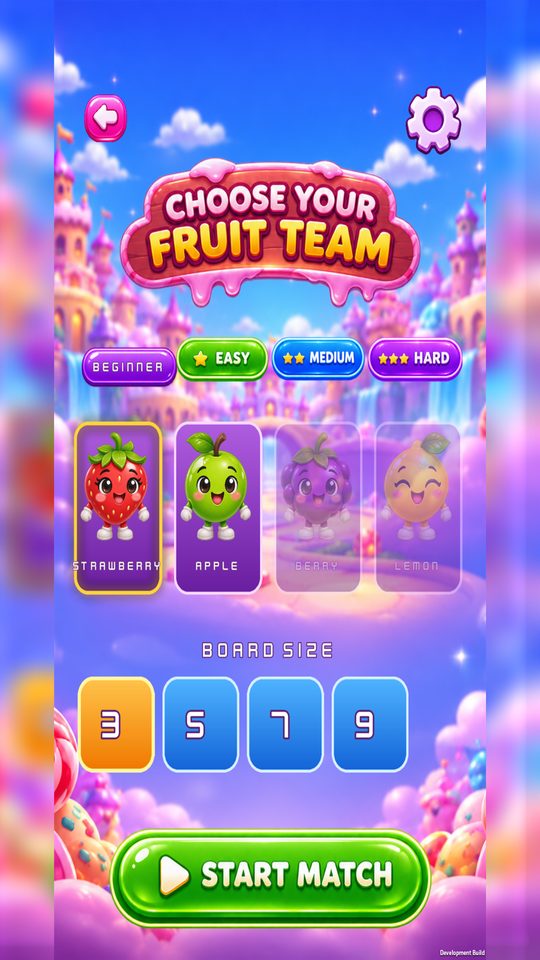 CHOOSE YOUR
FRUIT TEAM
BEGINNER
EASY
MEDIUM
HARD
STRAWBERRY
APPLE
BERRY
LEMON
BOARD SIZE
3
5
7
9
START MATCH
Development Build